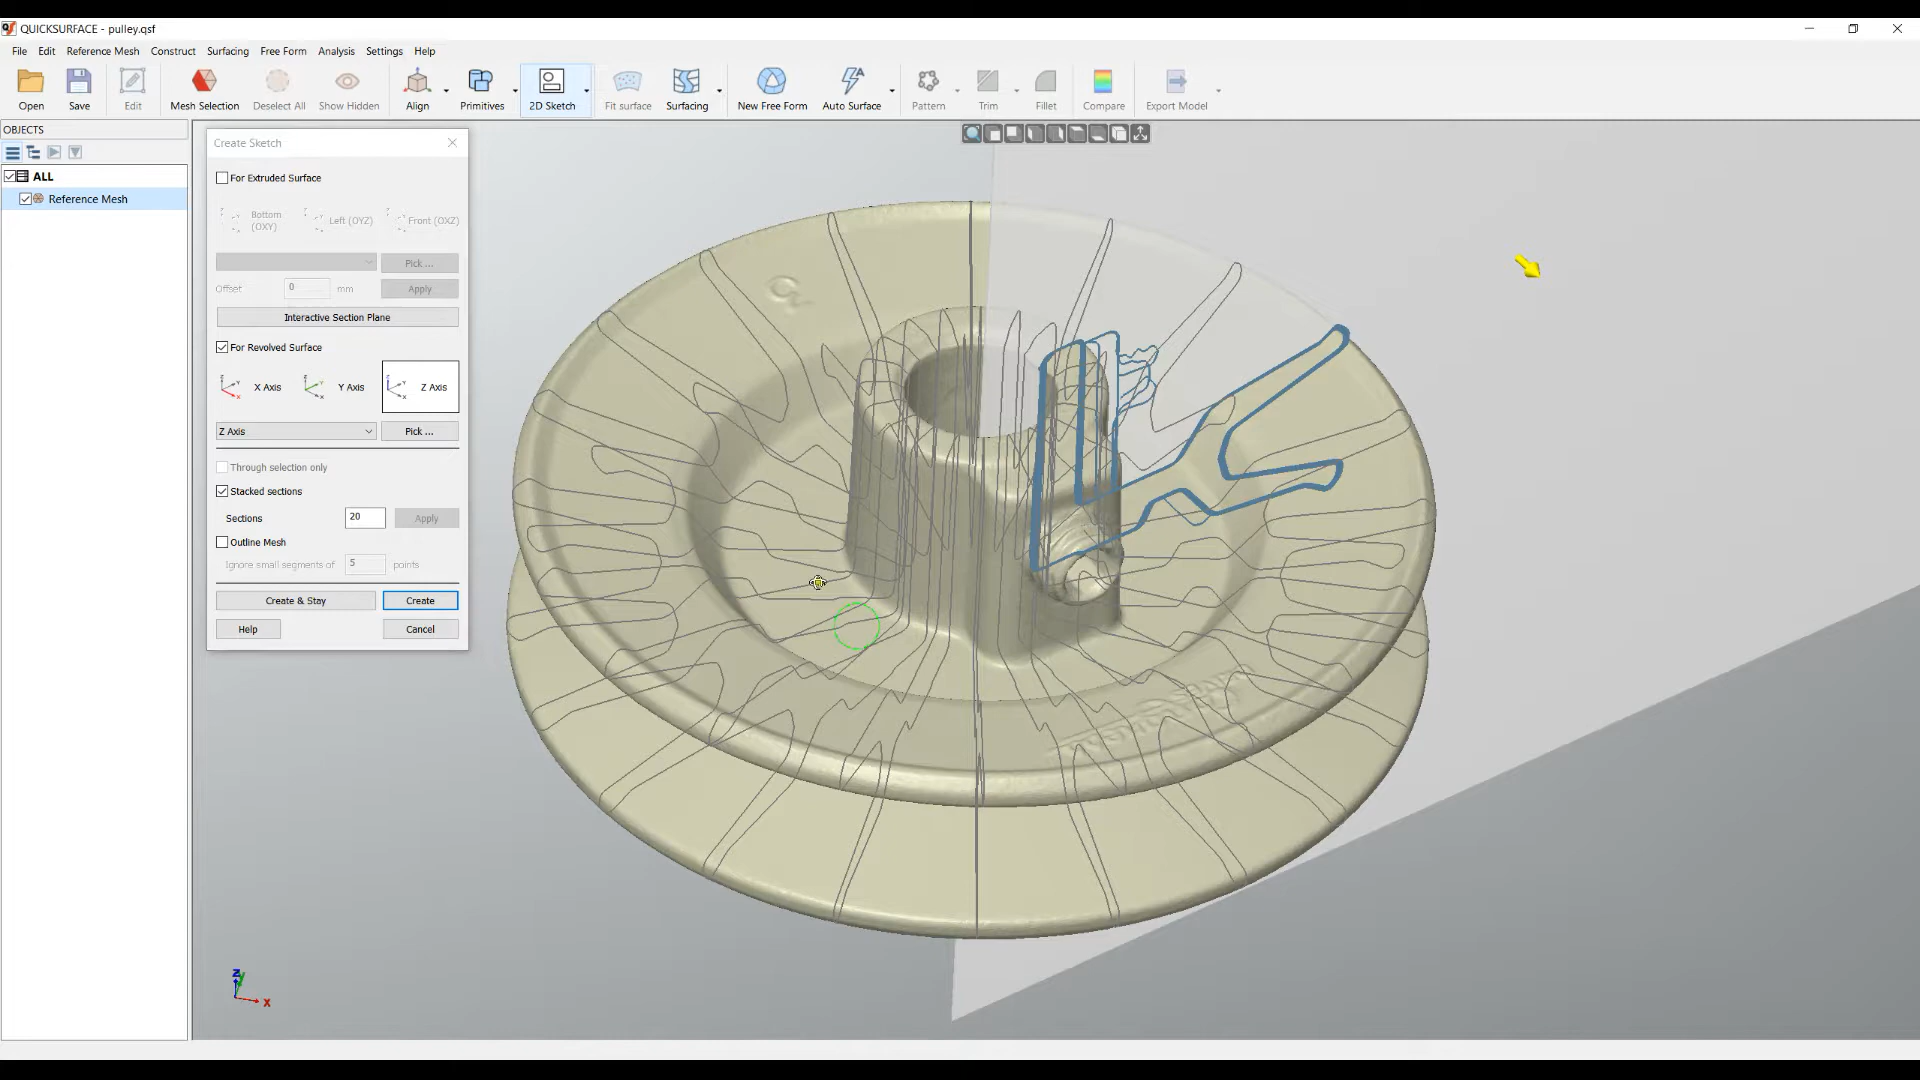 QUICKSURFACE - pulley.qsf
File Edit Reference Mesh Construct Surfacing Free Form Analysis Settings Help
Open Save Edit Mesh Selection Deselect All Show Hidden Align Primitives 2D Sketch Fit surface Surfacing New Free Form Auto Surface Pattern Trim Fillet Compare Export Model
OBJECTS
ALL
Reference Mesh
Create Sketch
For Extruded Surface
Bottom (OXY) Left (OYZ) Front (OXZ)
Pick ...
Offset 0 mm Apply
Interactive Section Plane
For Revolved Surface
X Axis Y Axis Z Axis
Z Axis Pick ...
Through selection only
Stacked sections
Sections 20 Apply
Outline Mesh
Ignore small segments of 5 points
Create & Stay Create
Help Cancel
z
y
x